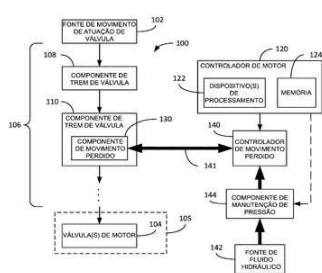 FONTE DE MOVIMENTO
DE ATUAÇÃO DE
VÁLVULA
102
100
108
COMPONENTE DE
TREM DE VÁLVULA
110
COMPONENTE DE
TREM DE VÁLVULA
130
COMPONENTE
DE MOVIMENTO
PERDIDO
106
105
VÁLVULA(S) DE MOTOR
104
120
CONTROLADOR DE MOTOR
122
DISPOSITIVO(S)
DE
PROCESSAMENTO
124
MEMÓRIA
140
CONTROLADOR
DE MOVIMENTO
PERDIDO
141
144
COMPONENTE DE
MANUTENÇÃO DE
PRESSÃO
142
FONTE DE
FLUIDO
HIDRÁULICO